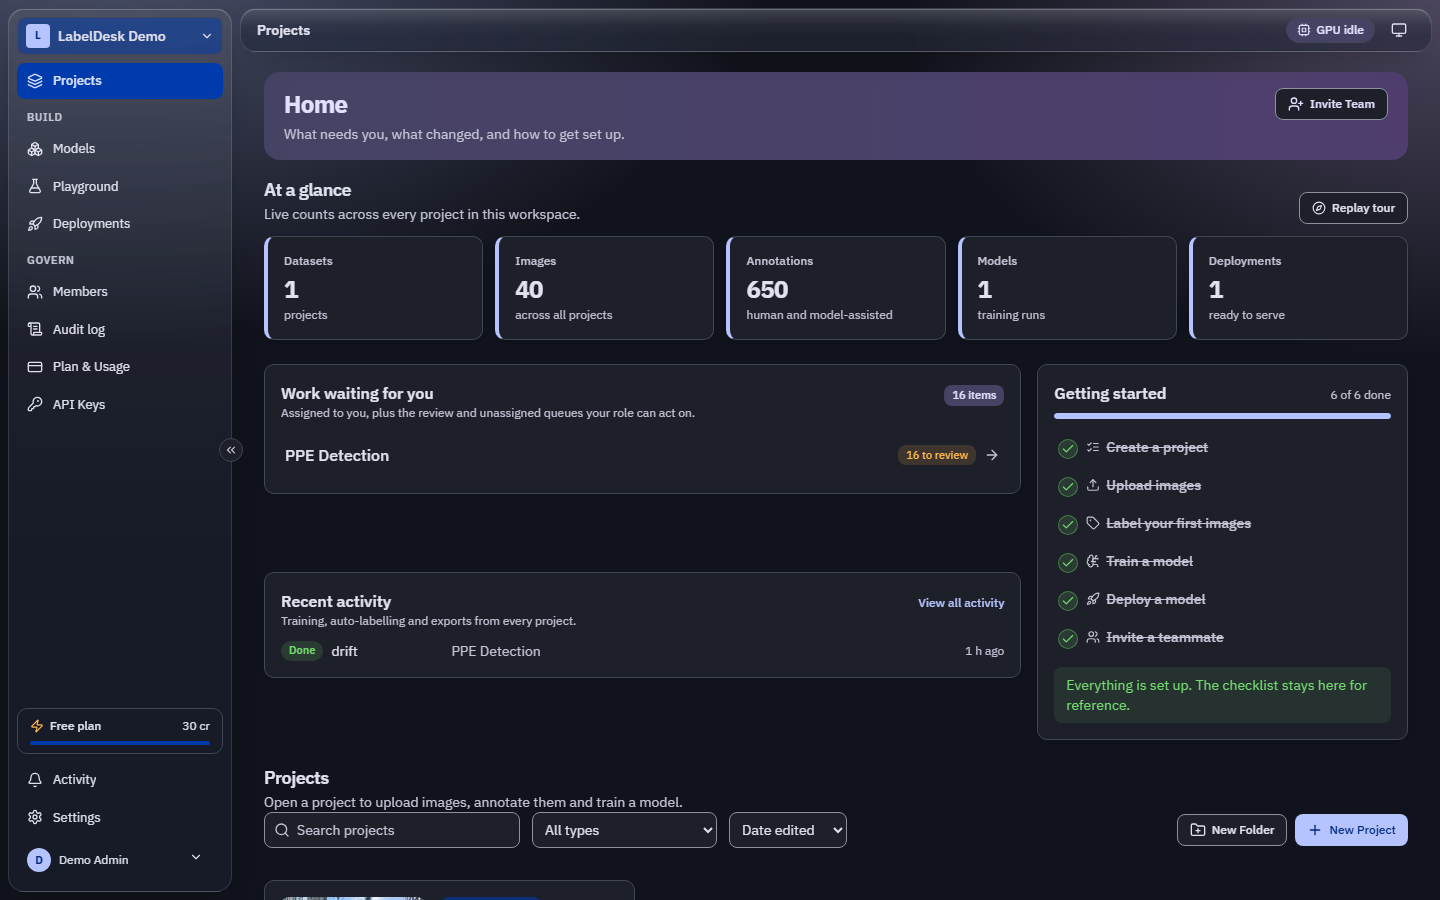 L LabelDesk Demo
Projects
BUILD
Models
Playground
Deployments
GOVERN
Members
Audit log
Plan & Usage
API Keys
Free plan 30 cr
Activity
Settings
D Demo Admin
Projects
GPU idle
Home
What needs you, what changed, and how to get set up.
Invite Team
At a glance
Live counts across every project in this workspace.
Replay tour
Datasets
1
projects
Images
40
across all projects
Annotations
650
human and model-assisted
Models
1
training runs
Deployments
1
ready to serve
Work waiting for you
16 items
Assigned to you, plus the review and unassigned queues your role can act on.
PPE Detection
16 to review
Recent activity
View all activity
Training, auto-labelling and exports from every project.
Done drift PPE Detection 1 h ago
Getting started
6 of 6 done
Create a project
Upload images
Label your first images
Train a model
Deploy a model
Invite a teammate
Everything is set up. The checklist stays here for
reference.
Projects
Open a project to upload images, annotate them and train a model.
Search projects
All types
Date edited
New Folder
New Project